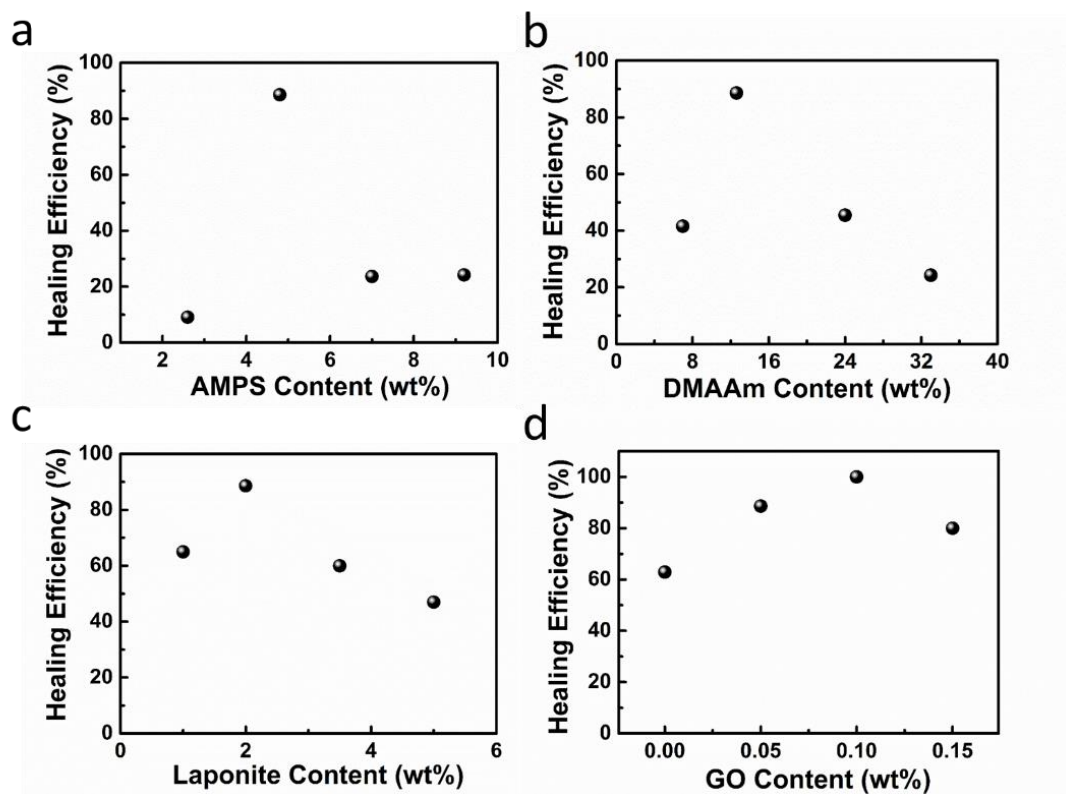 a
Healing Efficiency (%)
100
80
60
40
20
0
2 4 6 8 10
AMPS Content (wt%)
b
Healing Efficiency (%)
100
80
60
40
20
0
0 8 16 24 32 40
DMAAm Content (wt%)
c
Healing Efficiency (%)
100
80
60
40
20
0
0 2 4 6
Laponite Content (wt%)
d
Healing Efficiency (%)
100
80
60
40
20
0
0.00 0.05 0.10 0.15
GO Content (wt%)